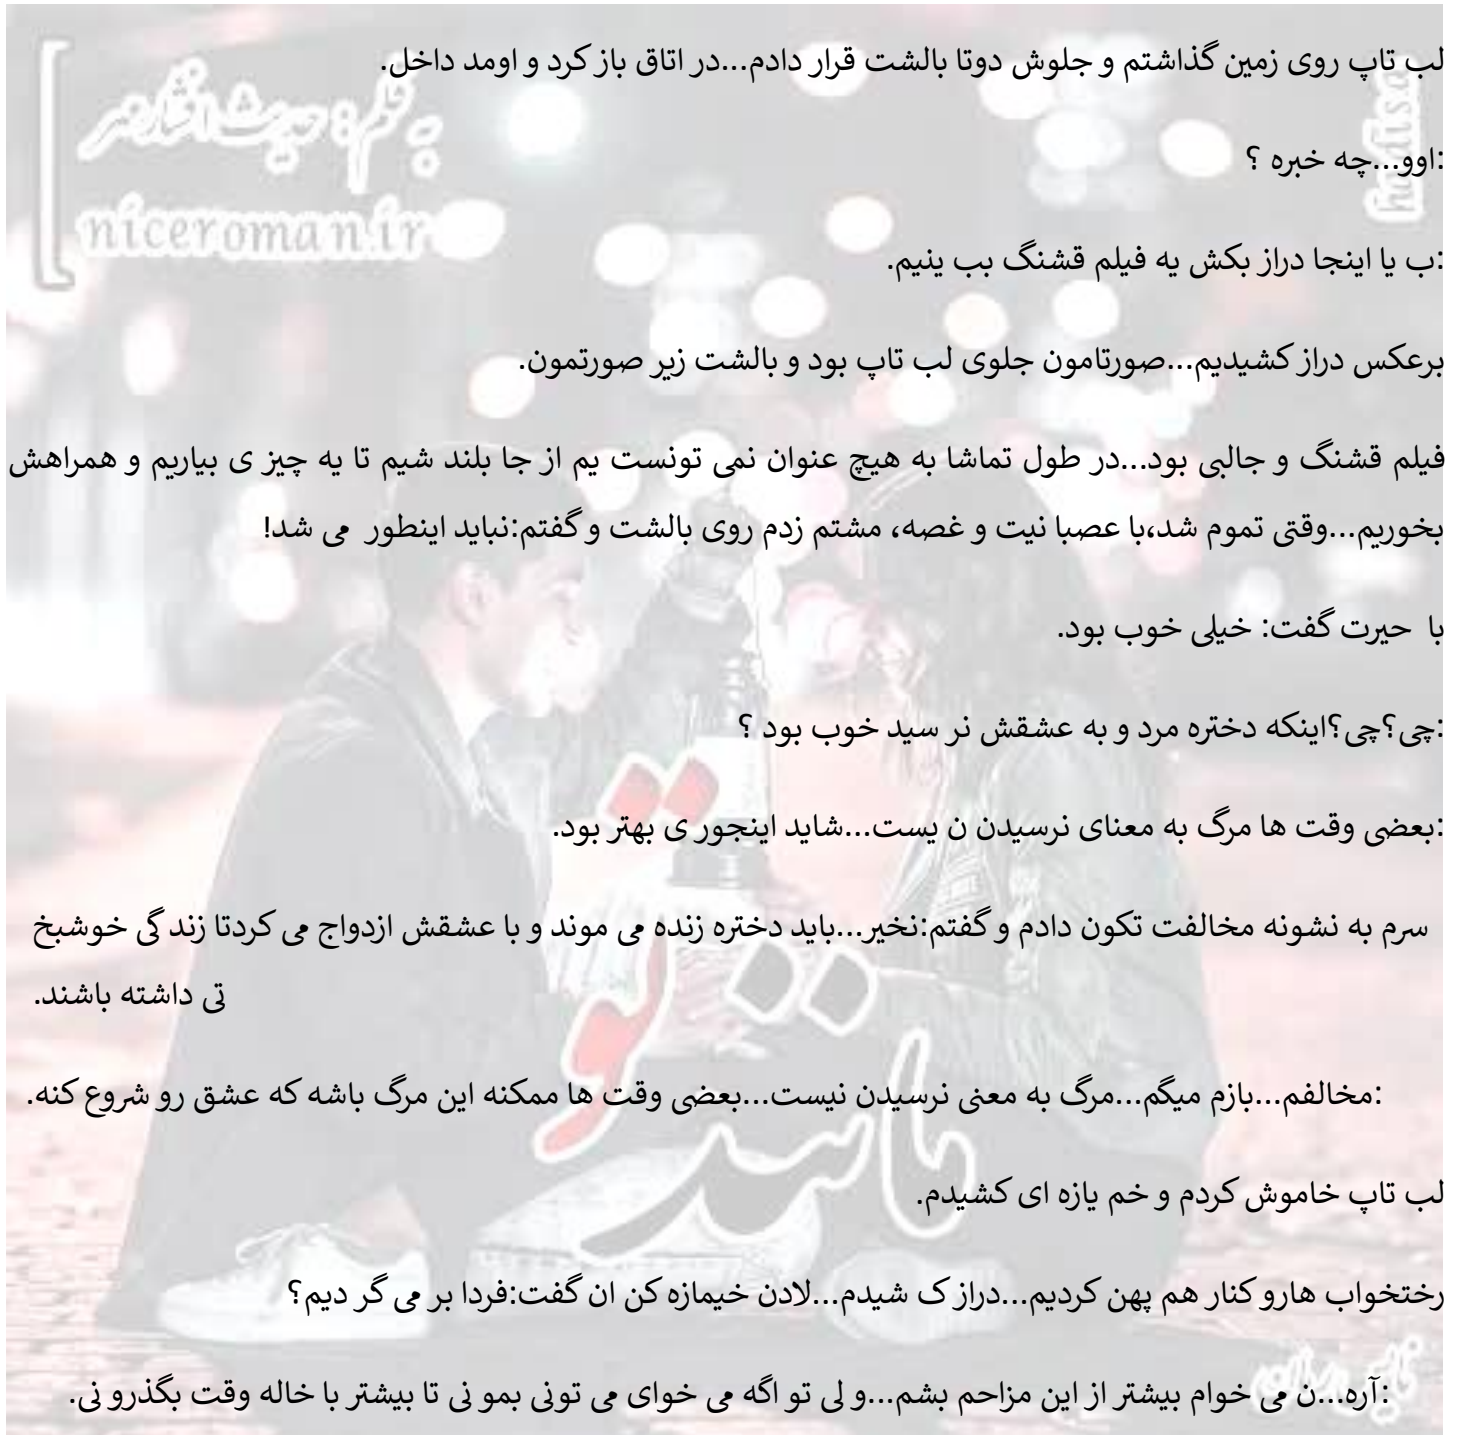 لب تاپ روی زمین گذاشتم و جلوش دوتا بالشت قرار دادم...در اتاق باز کرد و اومد داخل.
:اوو...چه خبره ؟
:ب یا اینجا دراز بکش یه فیلم قشنگ بب ینیم.
برعکس دراز کشیدیم...صورتامون جلوی لب تاپ بود و بالشت زیر صورتمون.
فیلم قشنگ و جالبی بود...در طول تماشا به هیچ عنوان نمی تونست یم از جا بلند شیم تا یه چیز ی بیاریم و همراهش
بخوریم...وقتی تموم شد،با عصبا نیت و غصه، مشتم زدم روی بالشت و گفتم:نباید اینطور می شد!
با حیرت گفت: خیلی خوب بود.
:چی؟چی؟اینکه دختره مرد و به عشقش نر سید خوب بود ؟
:بعضی وقت ها مرگ به معنای نرسیدن ن یست...شاید اینجور ی بهتر بود.
سرم به نشونه مخالفت تکون دادم و گفتم:نخیر...باید دختره زنده می موند و با عشقش ازدواج می کردتا زند گی خوشبخ
تی داشته باشند.
:مخالفم...بازم میگم...مرگ به معنی نرسیدن نیست...بعضی وقت ها ممکنه این مرگ باشه که عشق رو شروع کنه.
لب تاپ خاموش کردم و خم یازه ای کشیدم.
رختخواب هارو کنار هم پهن کردیم...دراز ک شیدم...لادن خیمازه کن ان گفت:فردا بر می گر دیم؟
:آره...ن می خوام بیشتر از این مزاحم بشم...و لی تو اگه می خوای می تونی بمو نی تا بیشتر با خاله وقت بگذرو نی.
niceroman.ir
مانند تو